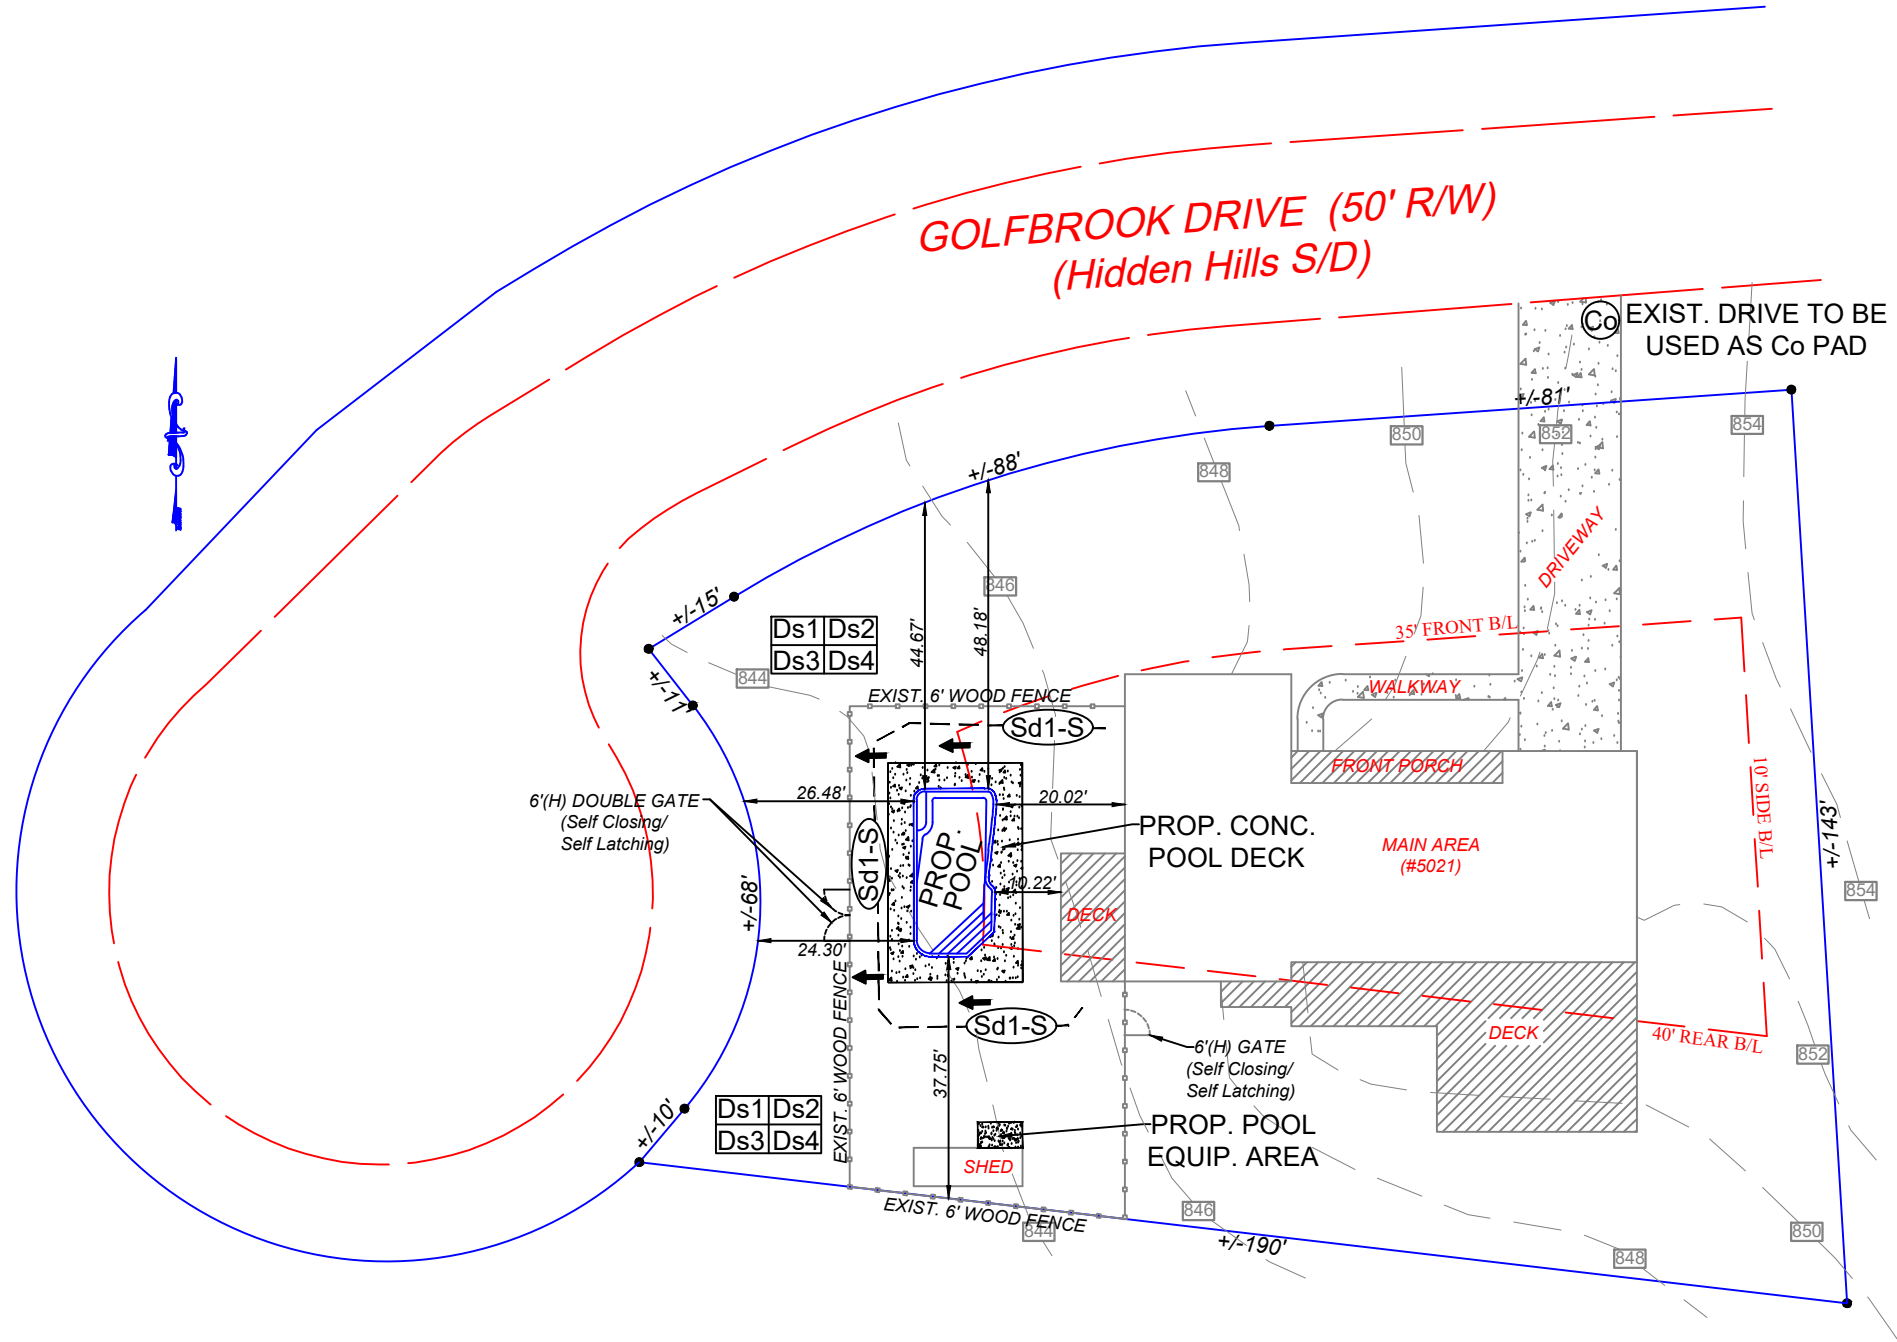 GOLFBROOK DRIVE (50' R/W)
(Hidden Hills S/D)
Co
EXIST. DRIVE TO BE
USED AS Co PAD
+/-81'
854
850
852
848
+/-88'
846
DRIVEWAY
+/-15'
Ds1 Ds2
Ds3 Ds4
44.67'
48.18'
35' FRONT B/L
844
+/-11'
EXIST. 6' WOOD FENCE
WALKWAY
Sd1-S
FRONT PORCH
10' SIDE B/L
26.48'
20.02'
6'(H) DOUBLE GATE
(Self Closing/
Self Latching)
PROP. CONC.
POOL DECK
MAIN AREA
(#5021)
+/-143'
Sd1-S
PROP.
POOL
10.22'
854
DECK
+/-68'
24.30'
EXIST. 6' WOOD FENCE
Sd1-S
DECK
40' REAR B/L
852
6'(H) GATE
(Self Closing/
Self Latching)
37.75'
Ds1 Ds2
Ds3 Ds4
+/-10'
PROP. POOL
EQUIP. AREA
SHED
EXIST. 6' WOOD FENCE
844
846
+/-190'
848
850